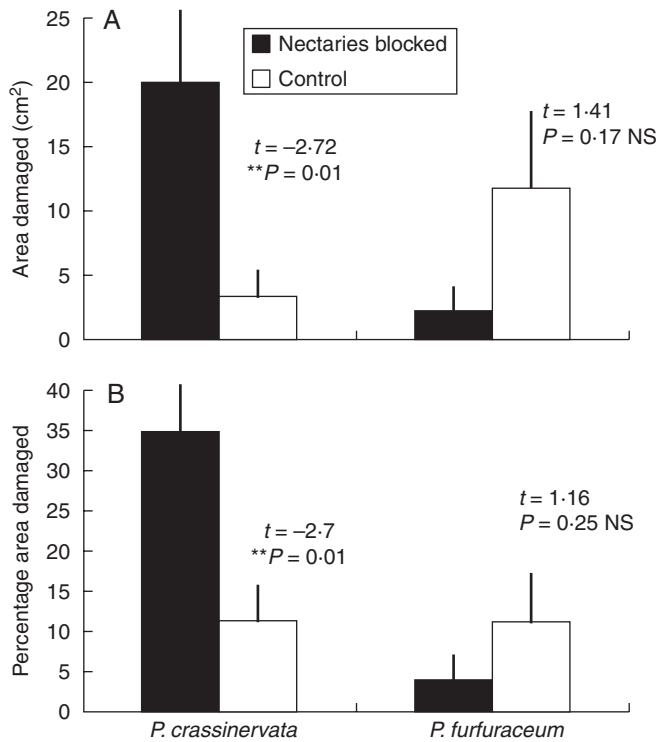 A
Nectaries blocked
Control
Area damaged (cm²)
25
20
15
10
5
0
t = –2·72
**P = 0·01
t = 1·41
P = 0·17 NS
B
Percentage area damaged
40
35
30
25
20
15
10
5
0
t = –2·7
**P = 0·01
t = 1·16
P = 0·25 NS
P. crassinervata
P. furfuraceum